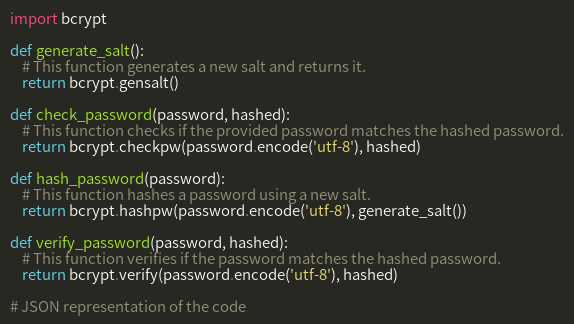 import bcrypt
def generate_salt():
# This function generates a new salt and returns it.
return bcrypt.gensalt()
def check_password(password, hashed):
# This function checks if the provided password matches the hashed password.
return bcrypt.checkpw(password.encode('utf-8'), hashed)
def hash_password(password):
# This function hashes a password using a new salt.
return bcrypt.hashpw(password.encode('utf-8'), generate_salt())
def verify_password(password, hashed):
# This function verifies if the password matches the hashed password.
return bcrypt.verify(password.encode('utf-8'), hashed)
# JSON representation of the code